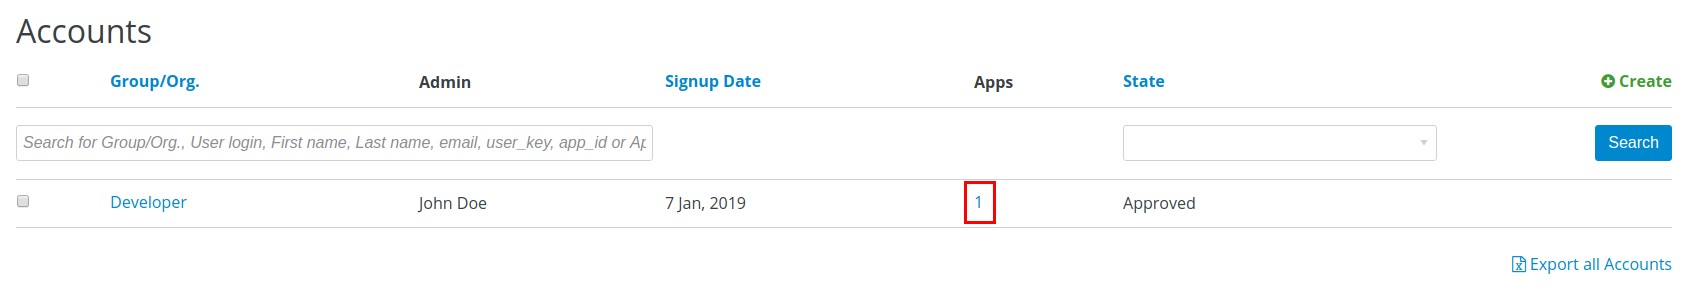 Accounts
Group/Org. Admin Signup Date Apps State Create
Search for Group/Org., User login, First name, Last name, email, user_key, app_id or Ap Search
Developer John Doe 7 Jan, 2019 1 Approved
Export all Accounts